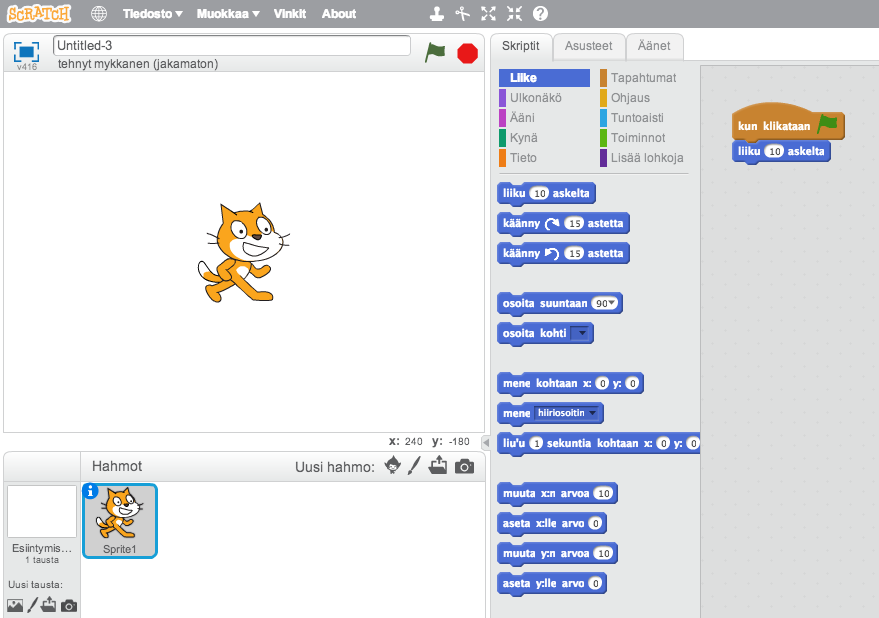 SCRATCH Tiedosto Muokkaa Vinkit About
v416
Untitled-3
tehnyt mykkanen (jakamaton)
x: 240 y: -180
Hahmot Uusi hahmo:
Sprite1
Esiintymis...
1 tausta
Uusi tausta:
Skriptit Asusteet Äänet
Liike Tapahtumat
Ulkonäkö Ohjaus
Ääni Tuntoaisti
Kynä Toiminnot
Tieto Lisää lohkoja
liiku 10 askelta
käänny 15 astetta
käänny 15 astetta
osoita suuntaan 90
osoita kohti
mene kohtaan x: 0 y: 0
mene hiiriosoitin
liu'u 1 sekuntia kohtaan x: 0 y: 0
muuta x:n arvoa 10
aseta x:lle arvo 0
muuta y:n arvoa 10
aseta y:lle arvo 0
kun klikataan
liiku 10 askelta